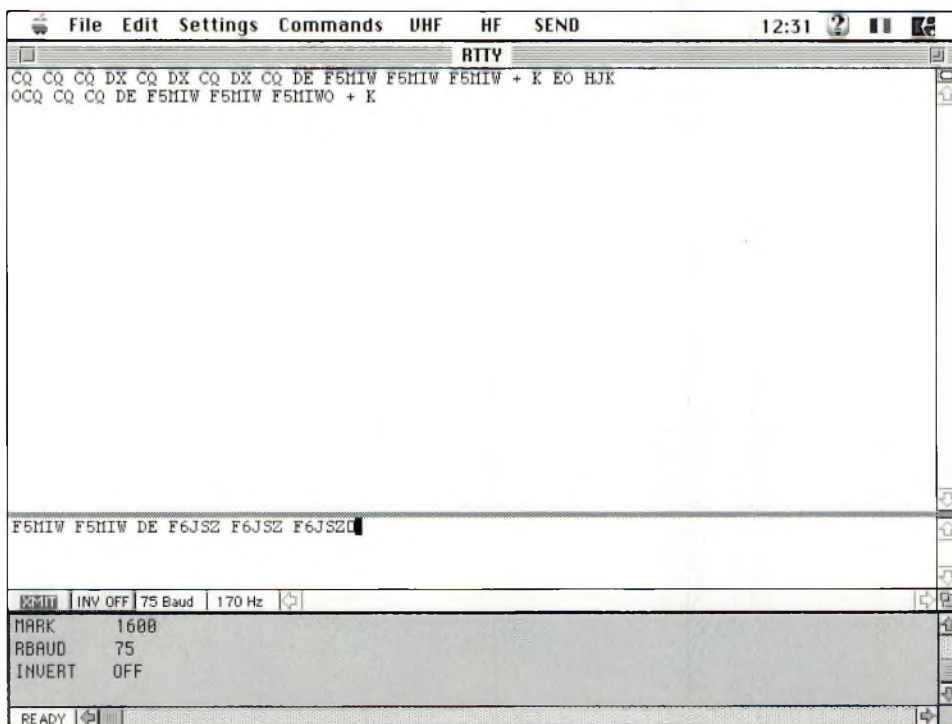 File Edit Settings Commands VHF HF SEND 12:31
RTTY
CQ CQ CQ DX CQ DX CQ DX CQ DE F5MIW F5MIW F5MIW + K EO HJK
OCQ CQ CQ DE F5MIW F5MIW F5MIWO + K
F5MIW F5MIW DE F6JSZ F6JSZ F6JSZ
XMIT INV OFF 75 Baud 170 Hz
MARK 1600
RBAUD 75
INVERT OFF
READY